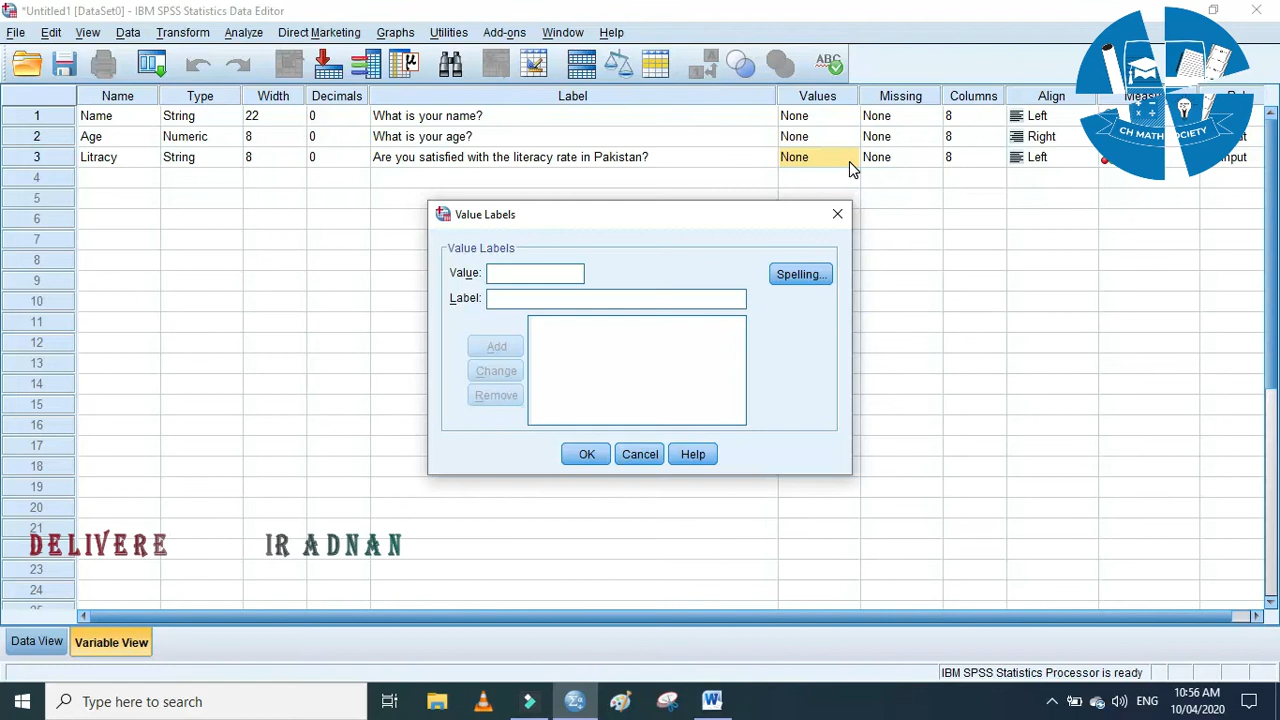 *Untitled1 [DataSet0] - IBM SPSS Statistics Data Editor
File Edit View Data Transform Analyze Direct Marketing Graphs Utilities Add-ons Window Help
ABC
CH MATH SOCIETY
Name Type Width Decimals Label Values Missing Columns Align
1 Name String 22 0 What is your name? None None 8 Left
2 Age Numeric 8 0 What is your age? None None 8 Right
3 Litracy String 8 0 Are you satisfied with the literacy rate in Pakistan? None None 8 Left Input
4
5
6
7
8
9
10
11
12
13
14
15
16
17
18
19
20
21
23
24
Value Labels
Value Labels
Value:
Spelling...
Label:
Add
Change
Remove
OK Cancel Help
DELIVERE IR ADNAN
Data View Variable View
IBM SPSS Statistics Processor is ready
Type here to search
ENG
10:56 AM
10/04/2020